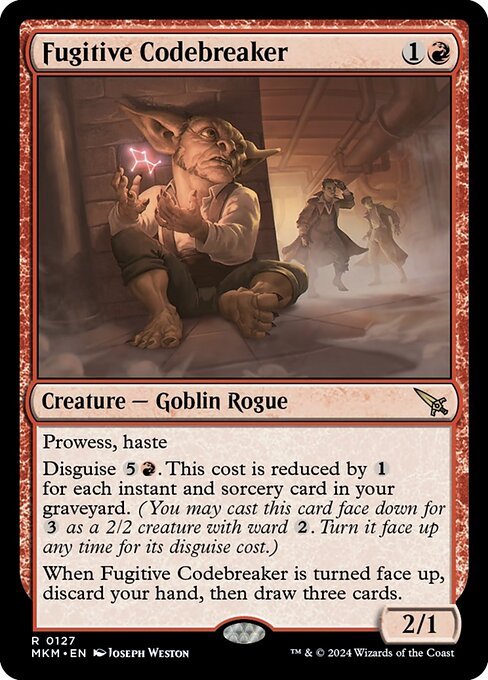 Fugitive Codebreaker 1
Creature — Goblin Rogue
Prowess, haste
Disguise 5. This cost is reduced by 1
for each instant and sorcery card in your
graveyard. (You may cast this card face down for
3 as a 2/2 creature with ward 2. Turn it face up
any time for its disguise cost.)
When Fugitive Codebreaker is turned face up,
discard your hand, then draw three cards.
2/1
R 0127
MKM • EN Joseph Weston
™ & © 2024 Wizards of the Coast